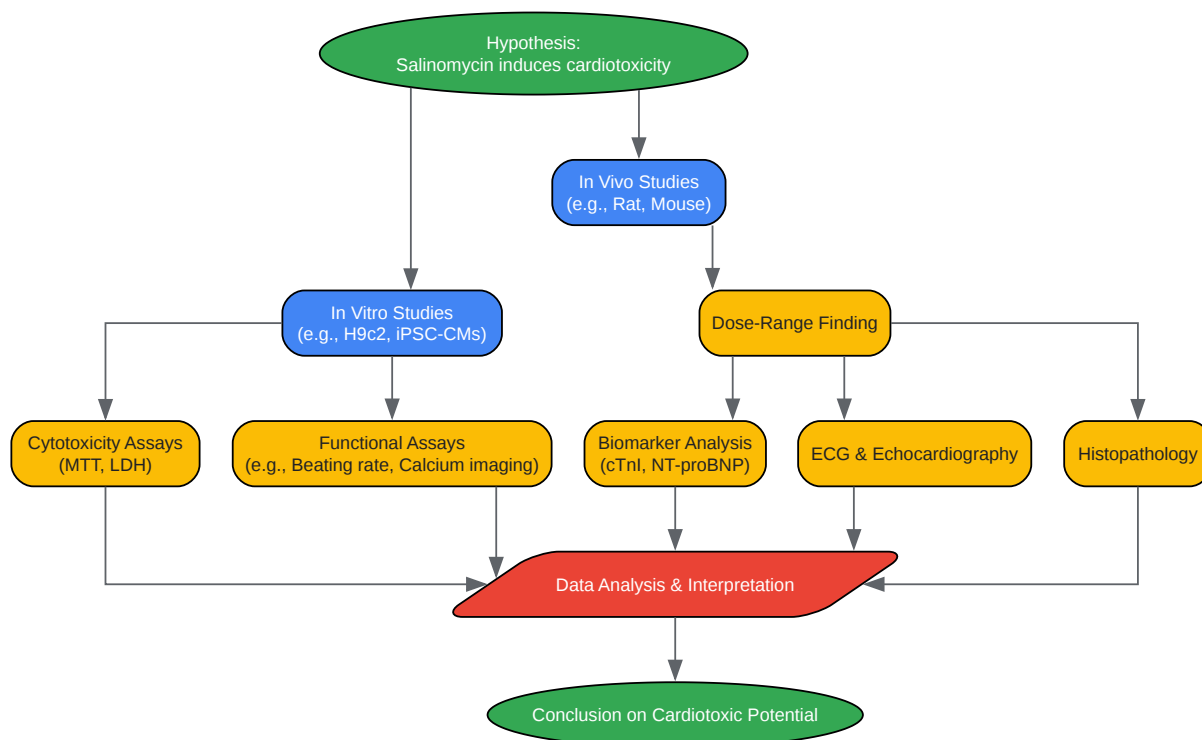 Hypothesis:
Salinomycin induces cardiotoxicity
In Vivo Studies
(e.g., Rat, Mouse)
In Vitro Studies
(e.g., H9c2, iPSC-CMs)
Dose-Range Finding
Cytotoxicity Assays
(MTT, LDH)
Functional Assays
(e.g., Beating rate, Calcium imaging)
Biomarker Analysis
(cTnI, NT-proBNP)
ECG & Echocardiography
Histopathology
Data Analysis & Interpretation
Conclusion on Cardiotoxic Potential